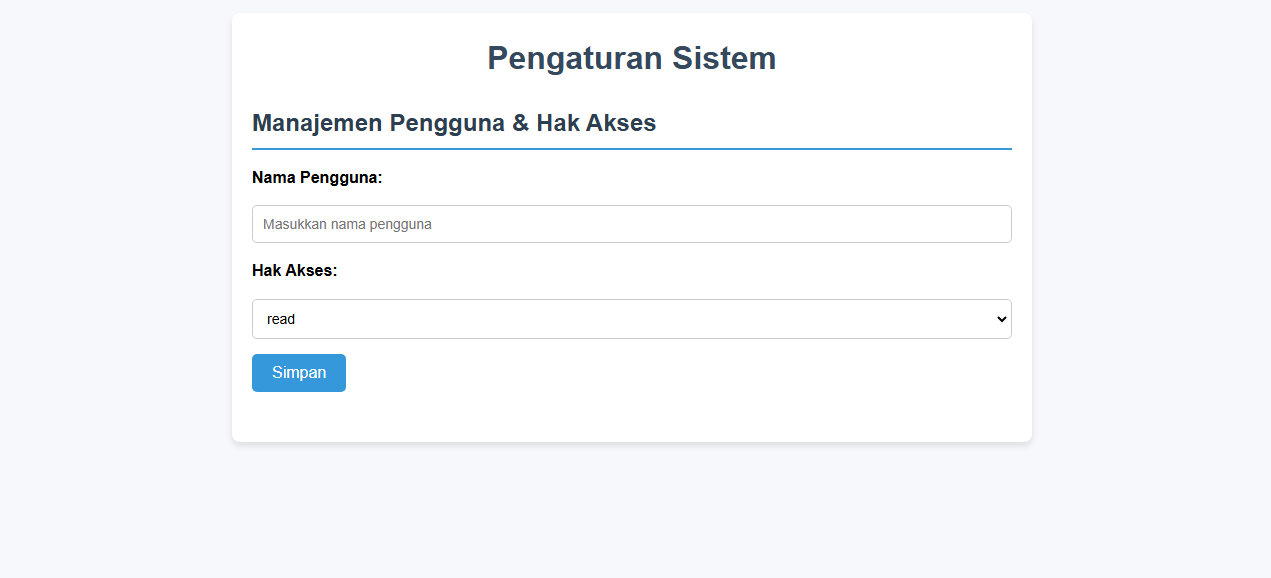 Pengaturan Sistem
Manajemen Pengguna & Hak Akses
Nama Pengguna:
Masukkan nama pengguna
Hak Akses:
read
Simpan